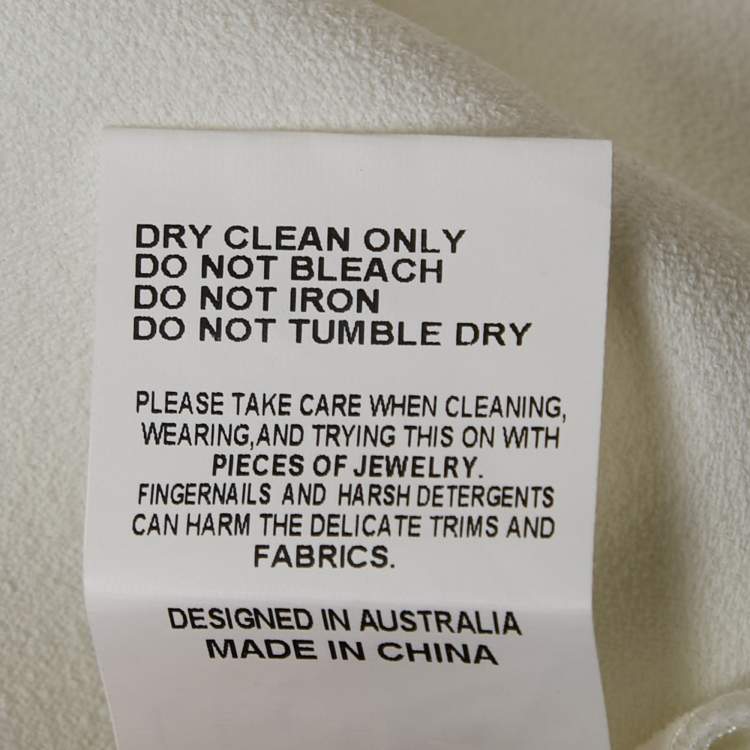 DRY CLEAN ONLY
DO NOT BLEACH
DO NOT IRON
DO NOT TUMBLE DRY
PLEASE TAKE CARE WHEN CLEANING,
WEARING,AND TRYING THIS ON WITH
PIECES OF JEWELRY.
FINGERNAILS AND HARSH DETERGENTS
CAN HARM THE DELICATE TRIMS AND
FABRICS.
DESIGNED IN AUSTRALIA
MADE IN CHINA